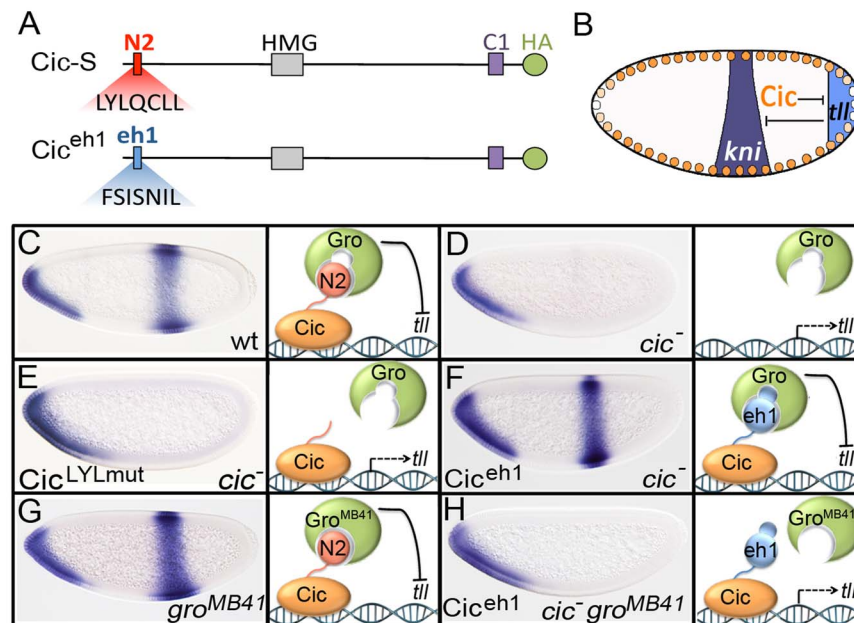 A
N2
HMG
C1
HA
Cic-S
LYLQCLL
eh1
Cic^eh1
FSISNIL
B
Cic
tll
kni
C
wt
Gro
N2
Cic
tll
D
cic^-
Gro
tll
E
Cic^LYLmut cic^-
Gro
Cic
tll
F
Cic^eh1 cic^-
Gro
eh1
Cic
tll
G
gro^MB41
Gro^MB41
N2
Cic
tll
H
Cic^eh1 cic^- gro^MB41
Gro^MB41
eh1
Cic
tll